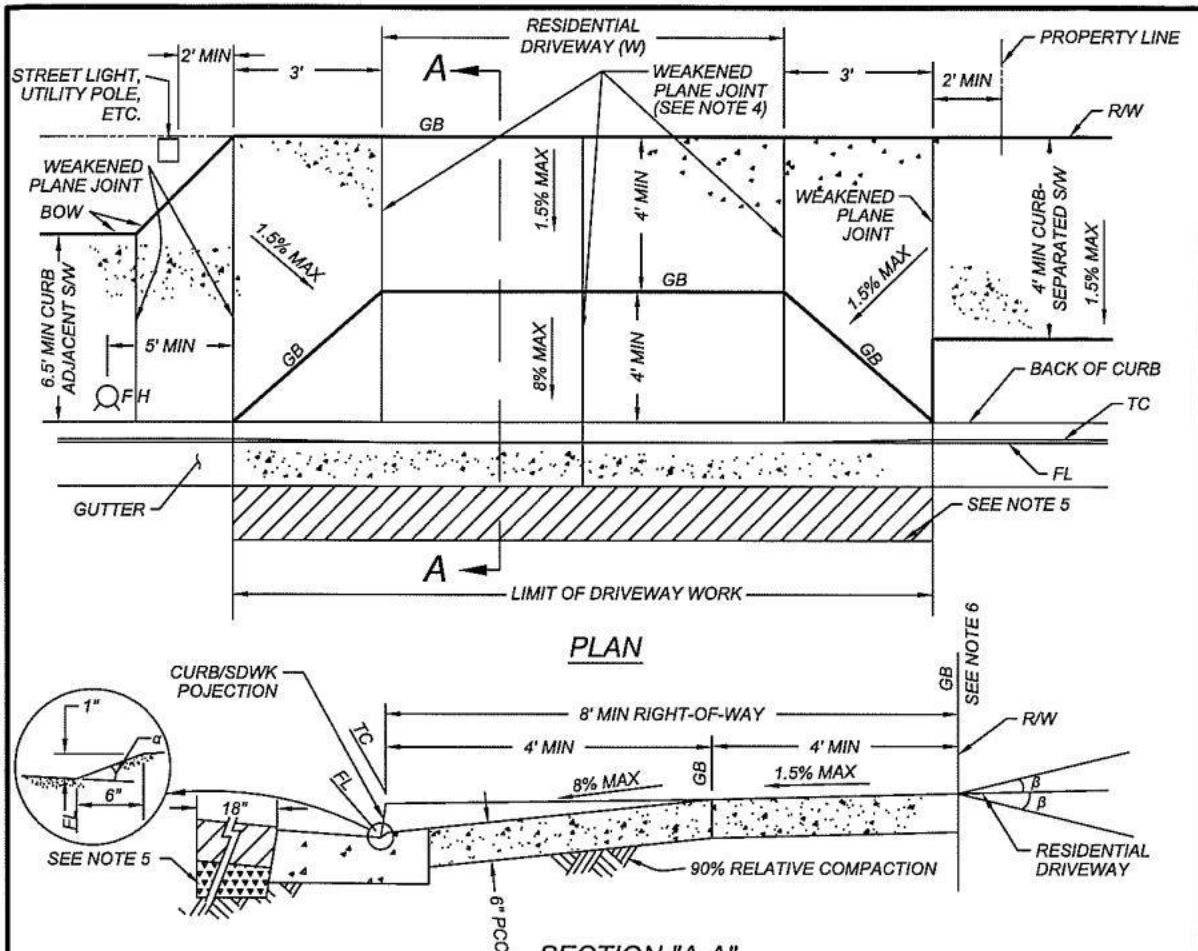 RESIDENTIAL
DRIVEWAY (W)
PROPERTY LINE
2' MIN
3'
A
WEAKENED
PLANE JOINT
(SEE NOTE 4)
3'
2' MIN
STREET LIGHT,
UTILITY POLE,
ETC.
GB
R/W
WEAKENED
PLANE JOINT
BOW
1.5% MAX
1.5% MAX
4' MIN
WEAKENED
PLANE
JOINT
1.5% MAX
4' MIN CURB-
SEPARATED S/W
1.5% MAX
6.5' MIN CURB
ADJACENT S/W
5' MIN
GB
GB
8% MAX
4' MIN
GB
FH
BACK OF CURB
TC
FL
GUTTER
SEE NOTE 5
A
LIMIT OF DRIVEWAY WORK
PLAN
CURB/SDWK
POJECTION
GB
SEE NOTE 6
8' MIN RIGHT-OF-WAY
R/W
1"
α
6"
FL
TC
FL
4' MIN
4' MIN
8% MAX
GB
1.5% MAX
β
β
18"
SEE NOTE 5
90% RELATIVE COMPACTION
RESIDENTIAL
DRIVEWAY
6" PCC
SECTION "A-A"